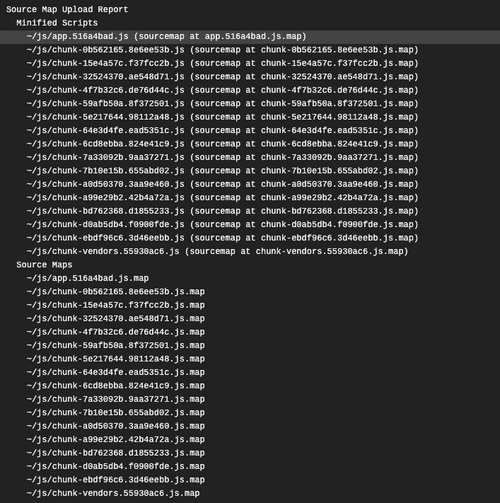 Source Map Upload Report
Minified Scripts
~/js/app.516a4bad.js (sourcemap at app.516a4bad.js.map)
~/js/chunk-0b562165.8e6ee53b.js (sourcemap at chunk-0b562165.8e6ee53b.js.map)
~/js/chunk-15e4a57c.f37fcc2b.js (sourcemap at chunk-15e4a57c.f37fcc2b.js.map)
~/js/chunk-32524370.ae548d71.js (sourcemap at chunk-32524370.ae548d71.js.map)
~/js/chunk-4f7b32c6.de76d44c.js (sourcemap at chunk-4f7b32c6.de76d44c.js.map)
~/js/chunk-59afb50a.8f372501.js (sourcemap at chunk-59afb50a.8f372501.js.map)
~/js/chunk-5e217644.98112a48.js (sourcemap at chunk-5e217644.98112a48.js.map)
~/js/chunk-64e3d4fe.ead5351c.js (sourcemap at chunk-64e3d4fe.ead5351c.js.map)
~/js/chunk-6cd8ebba.824e41c9.js (sourcemap at chunk-6cd8ebba.824e41c9.js.map)
~/js/chunk-7a33092b.9aa37271.js (sourcemap at chunk-7a33092b.9aa37271.js.map)
~/js/chunk-7b10e15b.655abd02.js (sourcemap at chunk-7b10e15b.655abd02.js.map)
~/js/chunk-a0d50370.3aa9e460.js (sourcemap at chunk-a0d50370.3aa9e460.js.map)
~/js/chunk-a99e29b2.42b4a72a.js (sourcemap at chunk-a99e29b2.42b4a72a.js.map)
~/js/chunk-bd762368.d1855233.js (sourcemap at chunk-bd762368.d1855233.js.map)
~/js/chunk-d0ab5db4.f0900fde.js (sourcemap at chunk-d0ab5db4.f0900fde.js.map)
~/js/chunk-ebdf96c6.3d46eebb.js (sourcemap at chunk-ebdf96c6.3d46eebb.js.map)
~/js/chunk-vendors.55930ac6.js (sourcemap at chunk-vendors.55930ac6.js.map)
Source Maps
~/js/app.516a4bad.js.map
~/js/chunk-0b562165.8e6ee53b.js.map
~/js/chunk-15e4a57c.f37fcc2b.js.map
~/js/chunk-32524370.ae548d71.js.map
~/js/chunk-4f7b32c6.de76d44c.js.map
~/js/chunk-59afb50a.8f372501.js.map
~/js/chunk-5e217644.98112a48.js.map
~/js/chunk-64e3d4fe.ead5351c.js.map
~/js/chunk-6cd8ebba.824e41c9.js.map
~/js/chunk-7a33092b.9aa37271.js.map
~/js/chunk-7b10e15b.655abd02.js.map
~/js/chunk-a0d50370.3aa9e460.js.map
~/js/chunk-a99e29b2.42b4a72a.js.map
~/js/chunk-bd762368.d1855233.js.map
~/js/chunk-d0ab5db4.f0900fde.js.map
~/js/chunk-ebdf96c6.3d46eebb.js.map
~/js/chunk-vendors.55930ac6.js.map